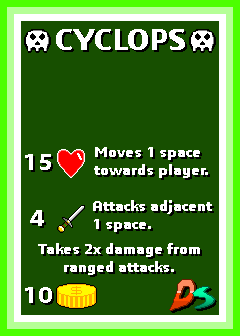 CYCLOPS
15 Moves 1 space
towards player.
4 Attacks adjacent
1 space.
Takes 2x damage from
ranged attacks.
10 DS